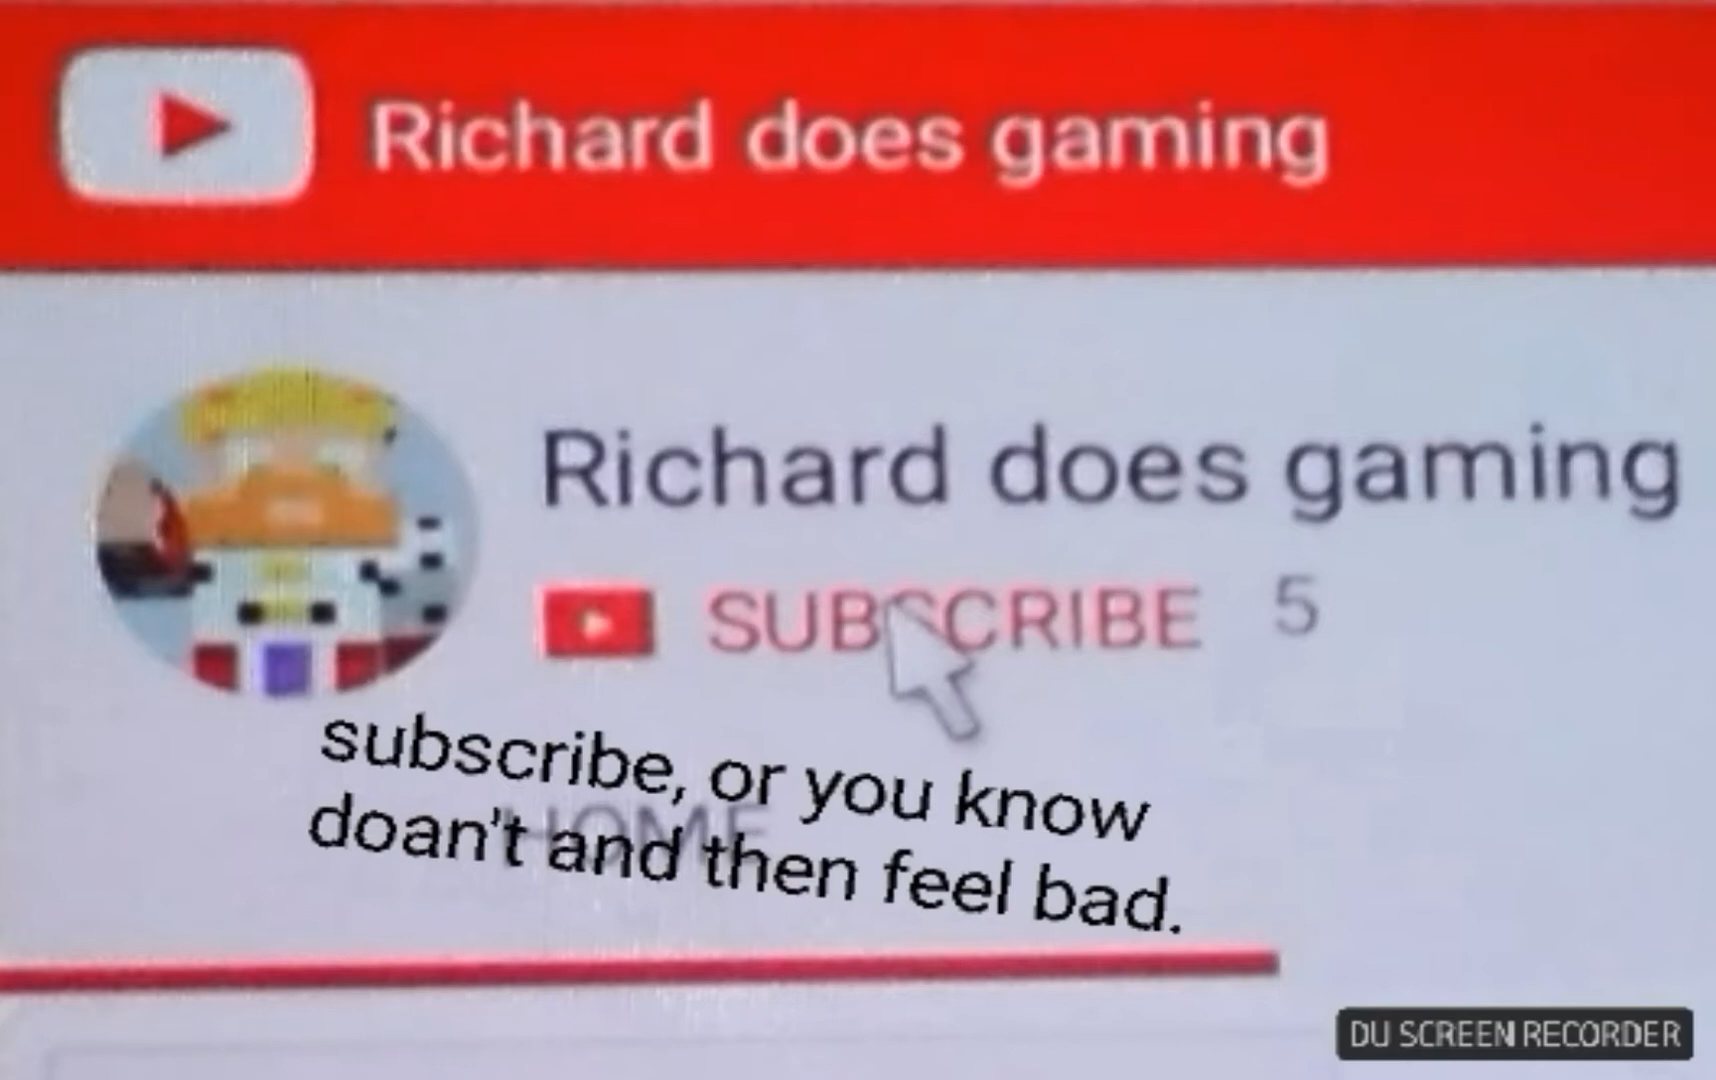 Richard does gaming
Richard does gaming
SUBSCRIBE 5
subscribe, or you know
HOME
doan't and then feel bad.
DU SCREEN RECORDER